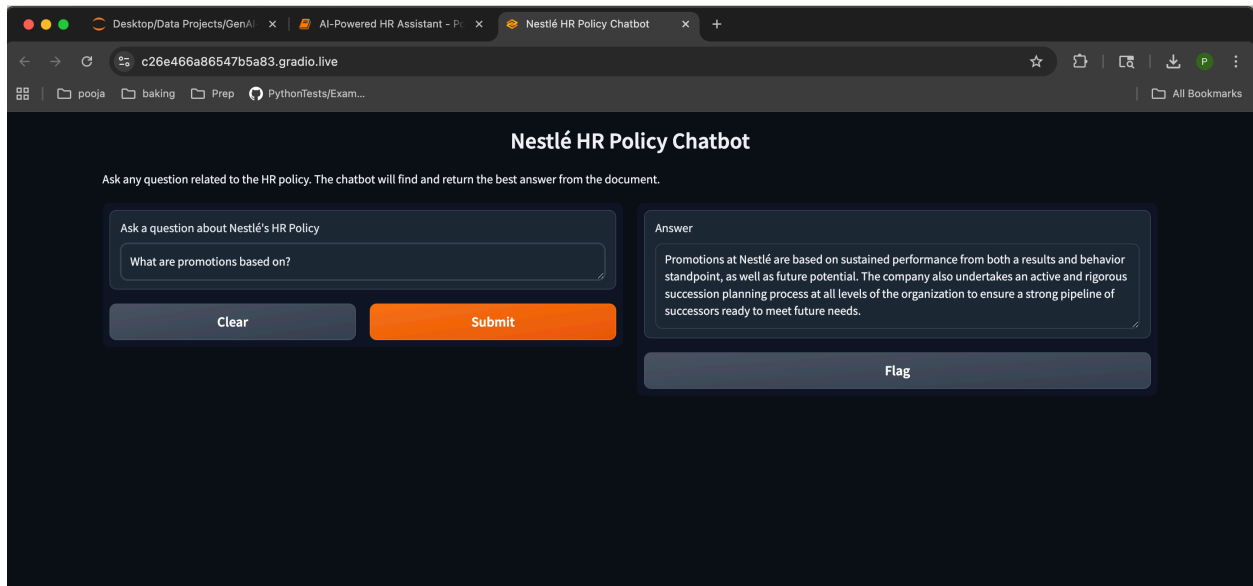 Desktop/Data Projects/GenAI-
AI-Powered HR Assistant - Po
Nestlé HR Policy Chatbot
c26e466a86547b5a83.gradio.live
P
pooja
baking
Prep
PythonTests/Exam...
All Bookmarks
Nestlé HR Policy Chatbot
Ask any question related to the HR policy. The chatbot will find and return the best answer from the document.
Ask a question about Nestlé's HR Policy
What are promotions based on?
Clear
Submit
Answer
Promotions at Nestlé are based on sustained performance from both a results and behavior
standpoint, as well as future potential. The company also undertakes an active and rigorous
succession planning process at all levels of the organization to ensure a strong pipeline of
successors ready to meet future needs.
Flag